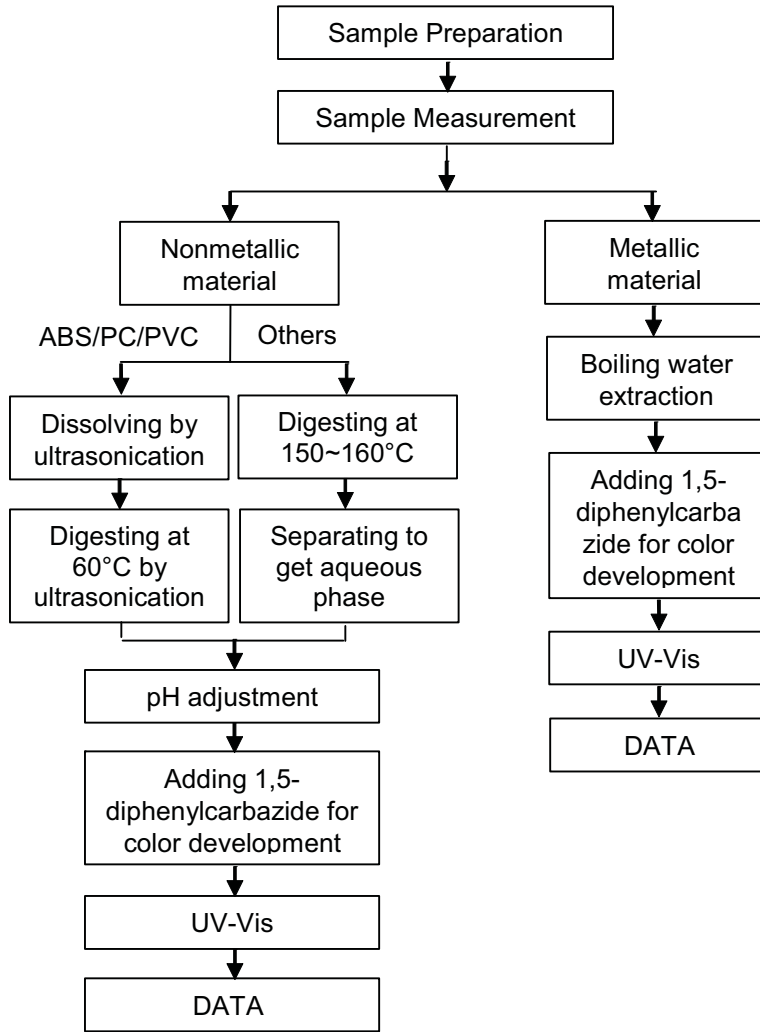 Sample Preparation
Sample Measurement
Nonmetallic
material
ABS/PC/PVC
Others
Dissolving by
ultrasonication
Digesting at
150~160°C
Digesting at
60°C by
ultrasonication
Separating to
get aqueous
phase
pH adjustment
Adding 1,5-
diphenylcarbazide for
color development
UV-Vis
DATA
Metallic
material
Boiling water
extraction
Adding 1,5-
diphenylcarba
zide for color
development
UV-Vis
DATA